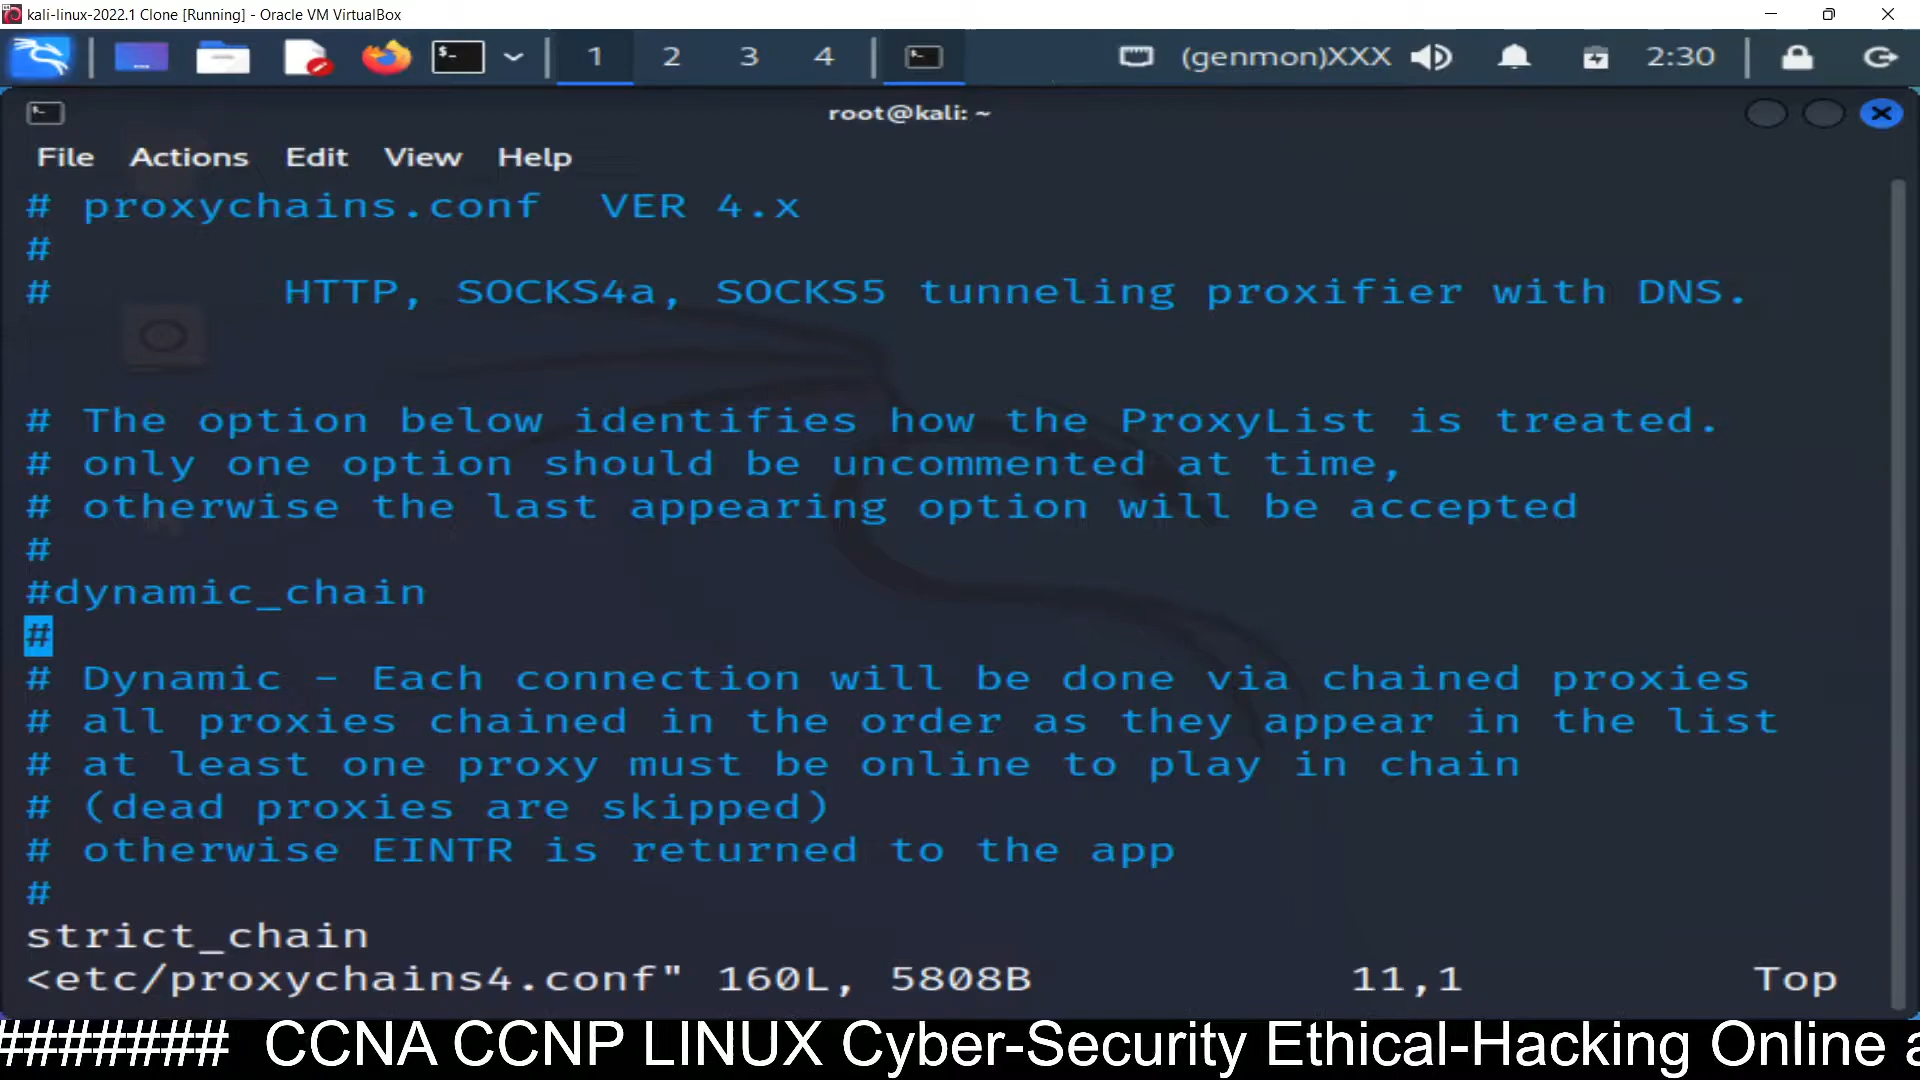 kali-linux-2022.1 Clone [Running] - Oracle VM VirtualBox
1 2 3 4 (genmon)XXX 2:30
root@kali: ~
File Actions Edit View Help
# proxychains.conf  VER 4.x
#
#        HTTP, SOCKS4a, SOCKS5 tunneling proxifier with DNS.
# The option below identifies how the ProxyList is treated.
# only one option should be uncommented at time,
# otherwise the last appearing option will be accepted
#
#dynamic_chain
#
# Dynamic - Each connection will be done via chained proxies
# all proxies chained in the order as they appear in the list
# at least one proxy must be online to play in chain
# (dead proxies are skipped)
# otherwise EINTR is returned to the app
#
strict_chain
<etc/proxychains4.conf" 160L, 5808B 11,1 Top
####### CCNA CCNP LINUX Cyber-Security Ethical-Hacking Online a